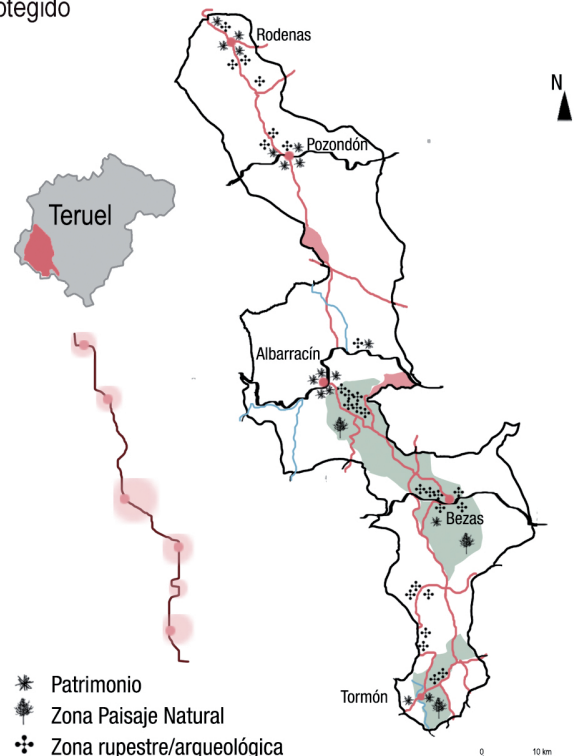 otegido
Rodenas
N
Pozondón
Teruel
Albarracín
Bezas
Tormón
Patrimonio
Zona Paisaje Natural
Zona rupestre/arqueológica
0 10 km